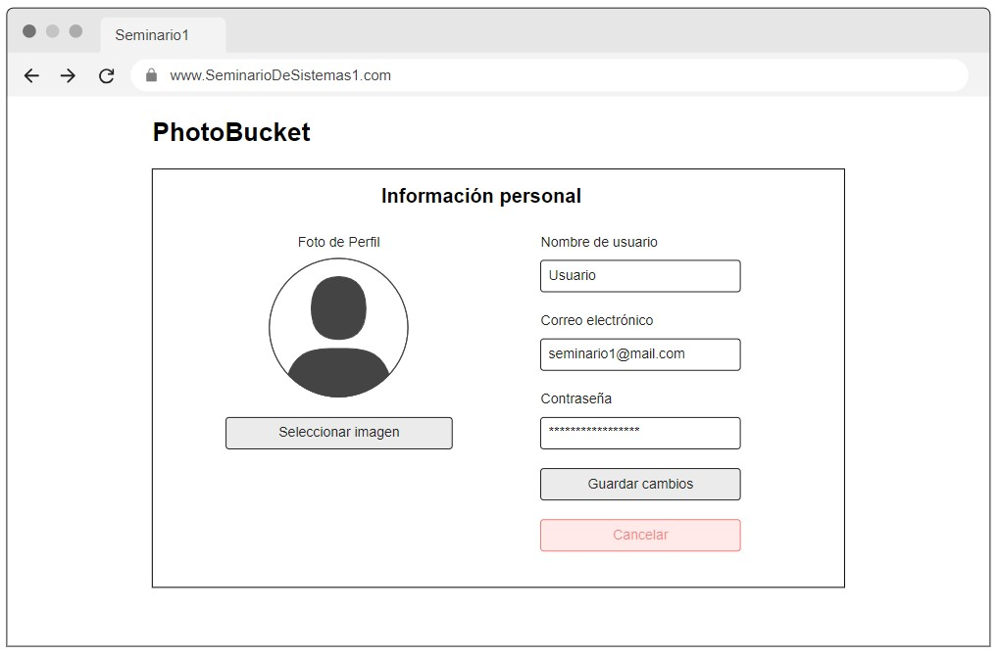 Seminario1
www.SeminarioDeSistemas1.com
PhotoBucket
Información personal
Foto de Perfil
Seleccionar imagen
Nombre de usuario
Usuario
Correo electrónico
seminario1@mail.com
Contraseña
*****************
Guardar cambios
Cancelar